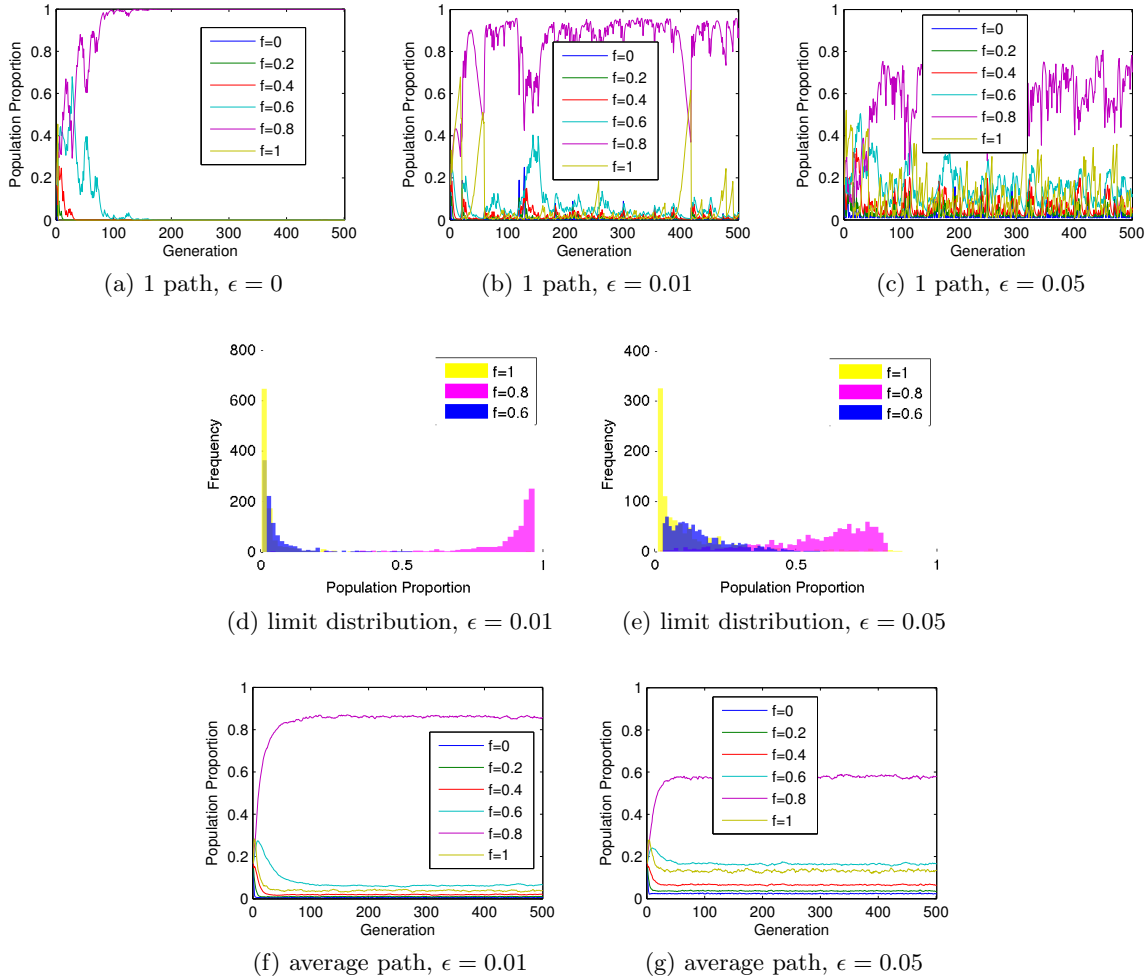 1
0.8
0.6
0.4
0.2
0
Population Proportion
0 100 200 300 400 500
Generation
f=0
f=0.2
f=0.4
f=0.6
f=0.8
f=1
(a) 1 path, ϵ = 0
1
0.8
0.6
0.4
0.2
0
Population Proportion
0 100 200 300 400 500
Generation
f=0
f=0.2
f=0.4
f=0.6
f=0.8
f=1
(b) 1 path, ϵ = 0.01
1
0.8
0.6
0.4
0.2
0
Population Proportion
0 100 200 300 400 500
Generation
f=0
f=0.2
f=0.4
f=0.6
f=0.8
f=1
(c) 1 path, ϵ = 0.05
800
600
400
200
0
Frequency
0 0.5 1
Population Proportion
f=1
f=0.8
f=0.6
(d) limit distribution, ϵ = 0.01
400
300
200
100
0
Frequency
0 0.5 1
Population Proportion
f=1
f=0.8
f=0.6
(e) limit distribution, ϵ = 0.05
1
0.8
0.6
0.4
0.2
0
Population Proportion
0 100 200 300 400 500
Generation
f=0
f=0.2
f=0.4
f=0.6
f=0.8
f=1
(f) average path, ϵ = 0.01
1
0.8
0.6
0.4
0.2
0
Population Proportion
0 100 200 300 400 500
Generation
f=0
f=0.2
f=0.4
f=0.6
f=0.8
f=1
(g) average path, ϵ = 0.05